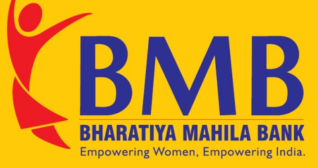 BMB
BHARATIYA MAHILA BANK
Empowering Women, Empowering India.